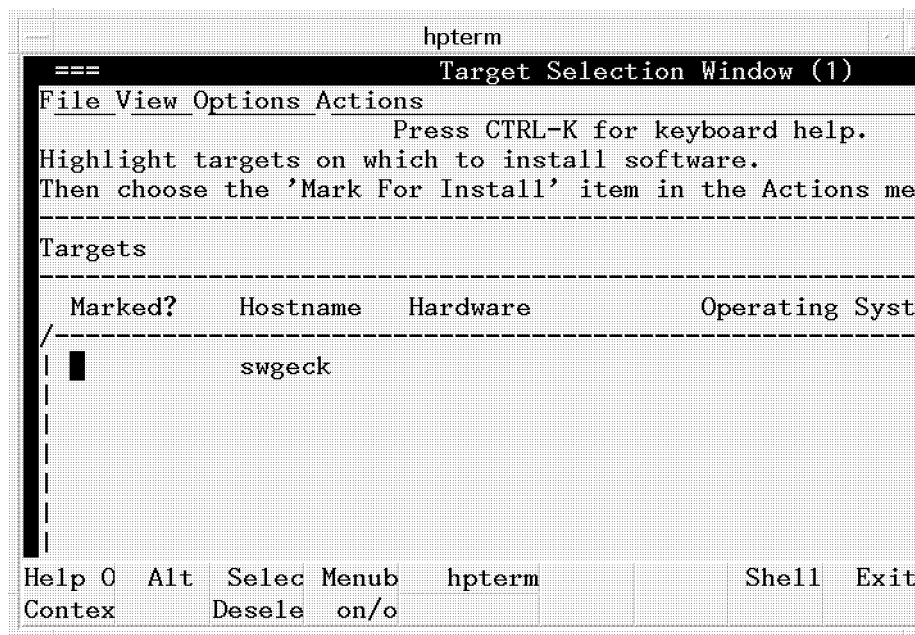 hpterm
=== Target Selection Window (1)
File View Options Actions
Press CTRL-K for keyboard help.
Highlight targets on which to install software.
Then choose the 'Mark For Install' item in the Actions me
Targets
Marked? Hostname Hardware Operating Syst
swgeck
Help O Alt Selec Menub hpterm Shell Exit
Contex Desele on/o